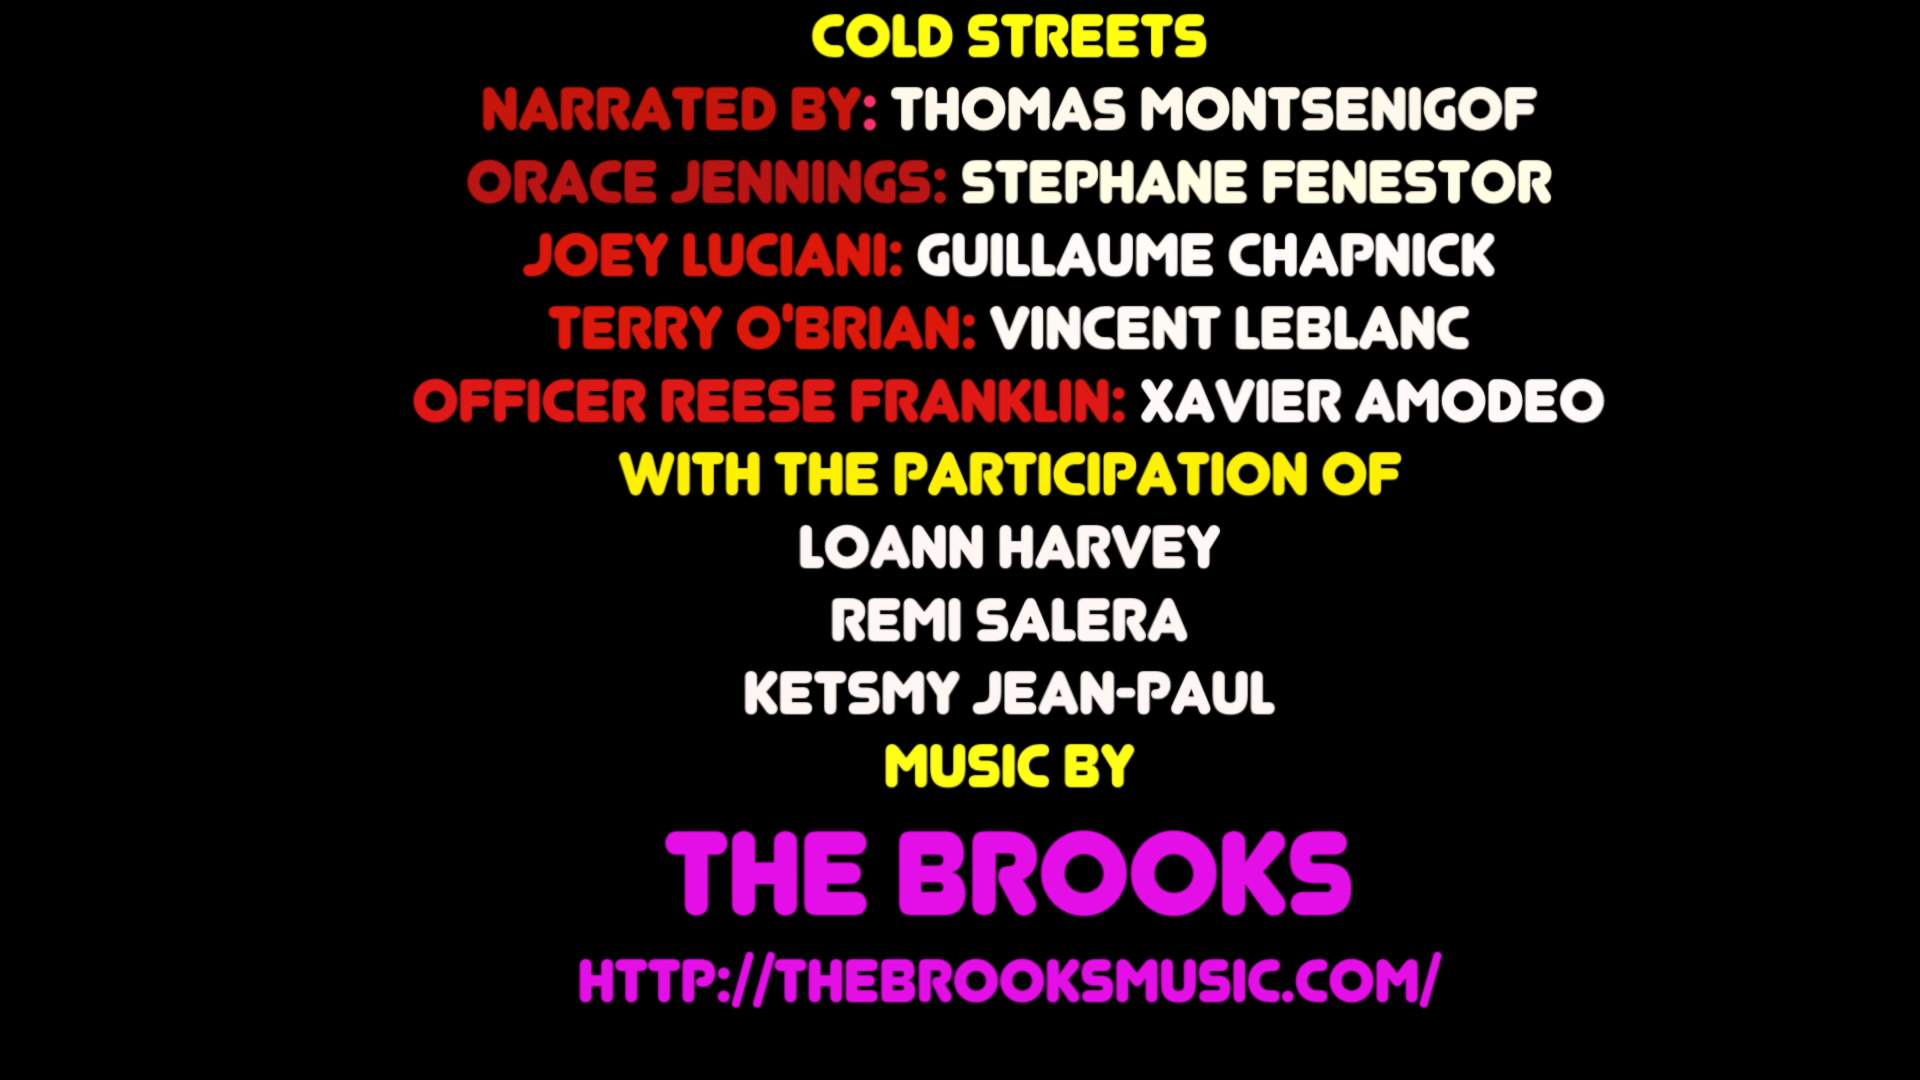 COLD STREETS
NARRATED BY: THOMAS MONTSENIGOF
ORACE JENNINGS: STEPHANE FENESTOR
JOEY LUCIANI: GUILLAUME CHAPNICK
TERRY O'BRIAN: VINCENT LEBLANC
OFFICER REESE FRANKLIN: XAVIER AMODEO
WITH THE PARTICIPATION OF
LOANN HARVEY
REMI SALERA
KETSMY JEAN-PAUL
MUSIC BY
THE BROOKS
HTTP://THEBROOKSMUSIC.COM/